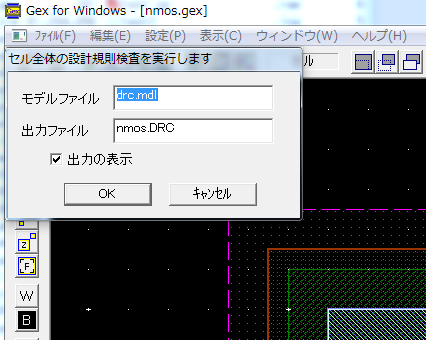 Gex for Windows - [nmos.gex]
ﾌｧｲﾙ(F) 編集(E) 設定(P) 表示(C) ウィンドウ(W) ヘルプ(H)
セル全体の設計規則検査を実行します
ル
モデルファイル drc.mdl
出力ファイル nmos.DRC
出力の表示
OK ｷｬﾝｾﾙ
z
[F]
W
B